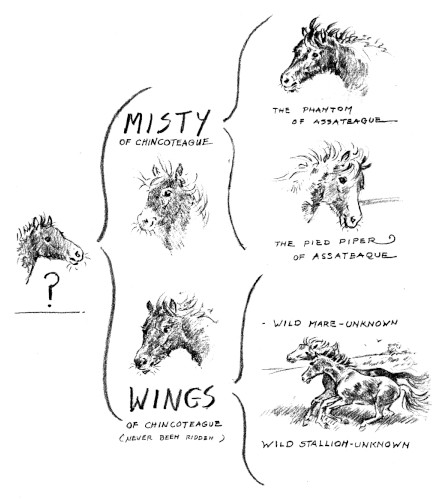 MISTY
OF CHINCOTEAGUE
THE PHANTOM
OF ASSATEAGUE
THE PIED PIPER
OF ASSATEAQUE
?
- WILD MARE-UNKNOWN
WINGS
OF CHINCOTEAGUE
(NEVER BEEN RIDDEN)
WILD STALLION-UNKNOWN